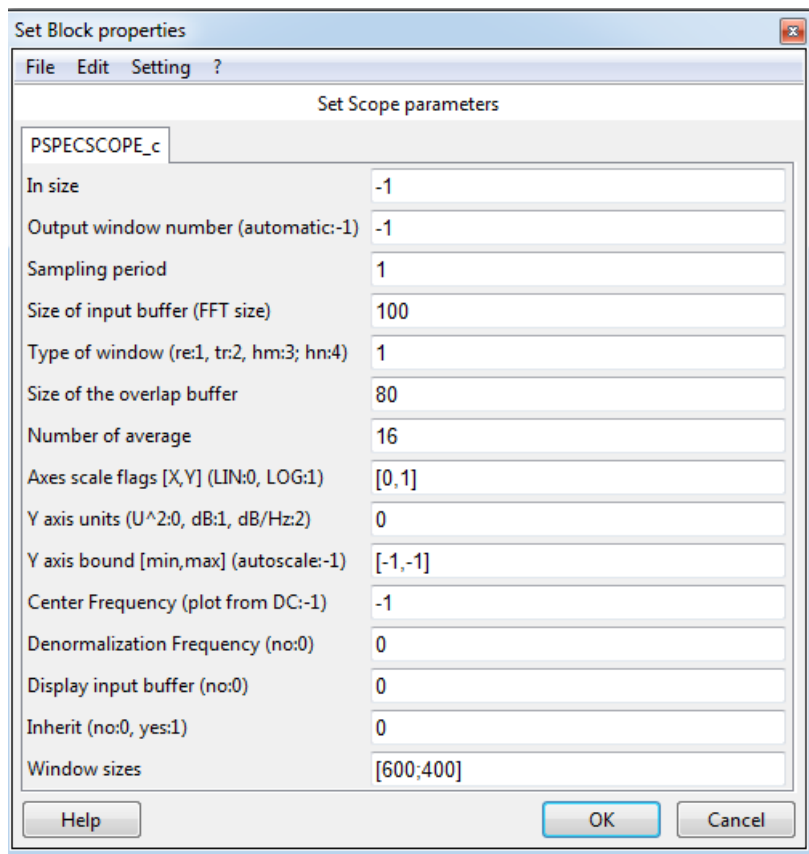 Set Block properties
File Edit Setting ?
Set Scope parameters
PSPECSCOPE_c
In size -1
Output window number (automatic:-1) -1
Sampling period 1
Size of input buffer (FFT size) 100
Type of window (re:1, tr:2, hm:3; hn:4) 1
Size of the overlap buffer 80
Number of average 16
Axes scale flags [X,Y] (LIN:0, LOG:1) [0,1]
Y axis units (U^2:0, dB:1, dB/Hz:2) 0
Y axis bound [min,max] (autoscale:-1) [-1,-1]
Center Frequency (plot from DC:-1) -1
Denormalization Frequency (no:0) 0
Display input buffer (no:0) 0
Inherit (no:0, yes:1) 0
Window sizes [600;400]
Help OK Cancel